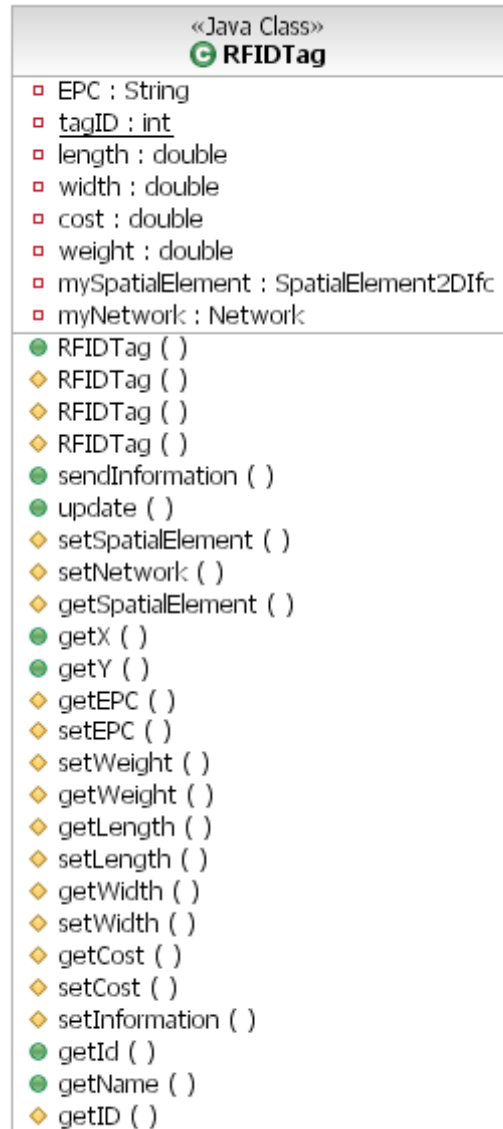 «Java Class»
RFIDTag
EPC : String
tagID : int
length : double
width : double
cost : double
weight : double
mySpatialElement : SpatialElement2DIfc
myNetwork : Network
RFIDTag ( )
RFIDTag ( )
RFIDTag ( )
RFIDTag ( )
sendInformation ( )
update ( )
setSpatialElement ( )
setNetwork ( )
getSpatialElement ( )
getX ( )
getY ( )
getEPC ( )
setEPC ( )
setWeight ( )
getWeight ( )
getLength ( )
setLength ( )
getWidth ( )
setWidth ( )
getCost ( )
setCost ( )
setInformation ( )
getId ( )
getName ( )
getID ( )